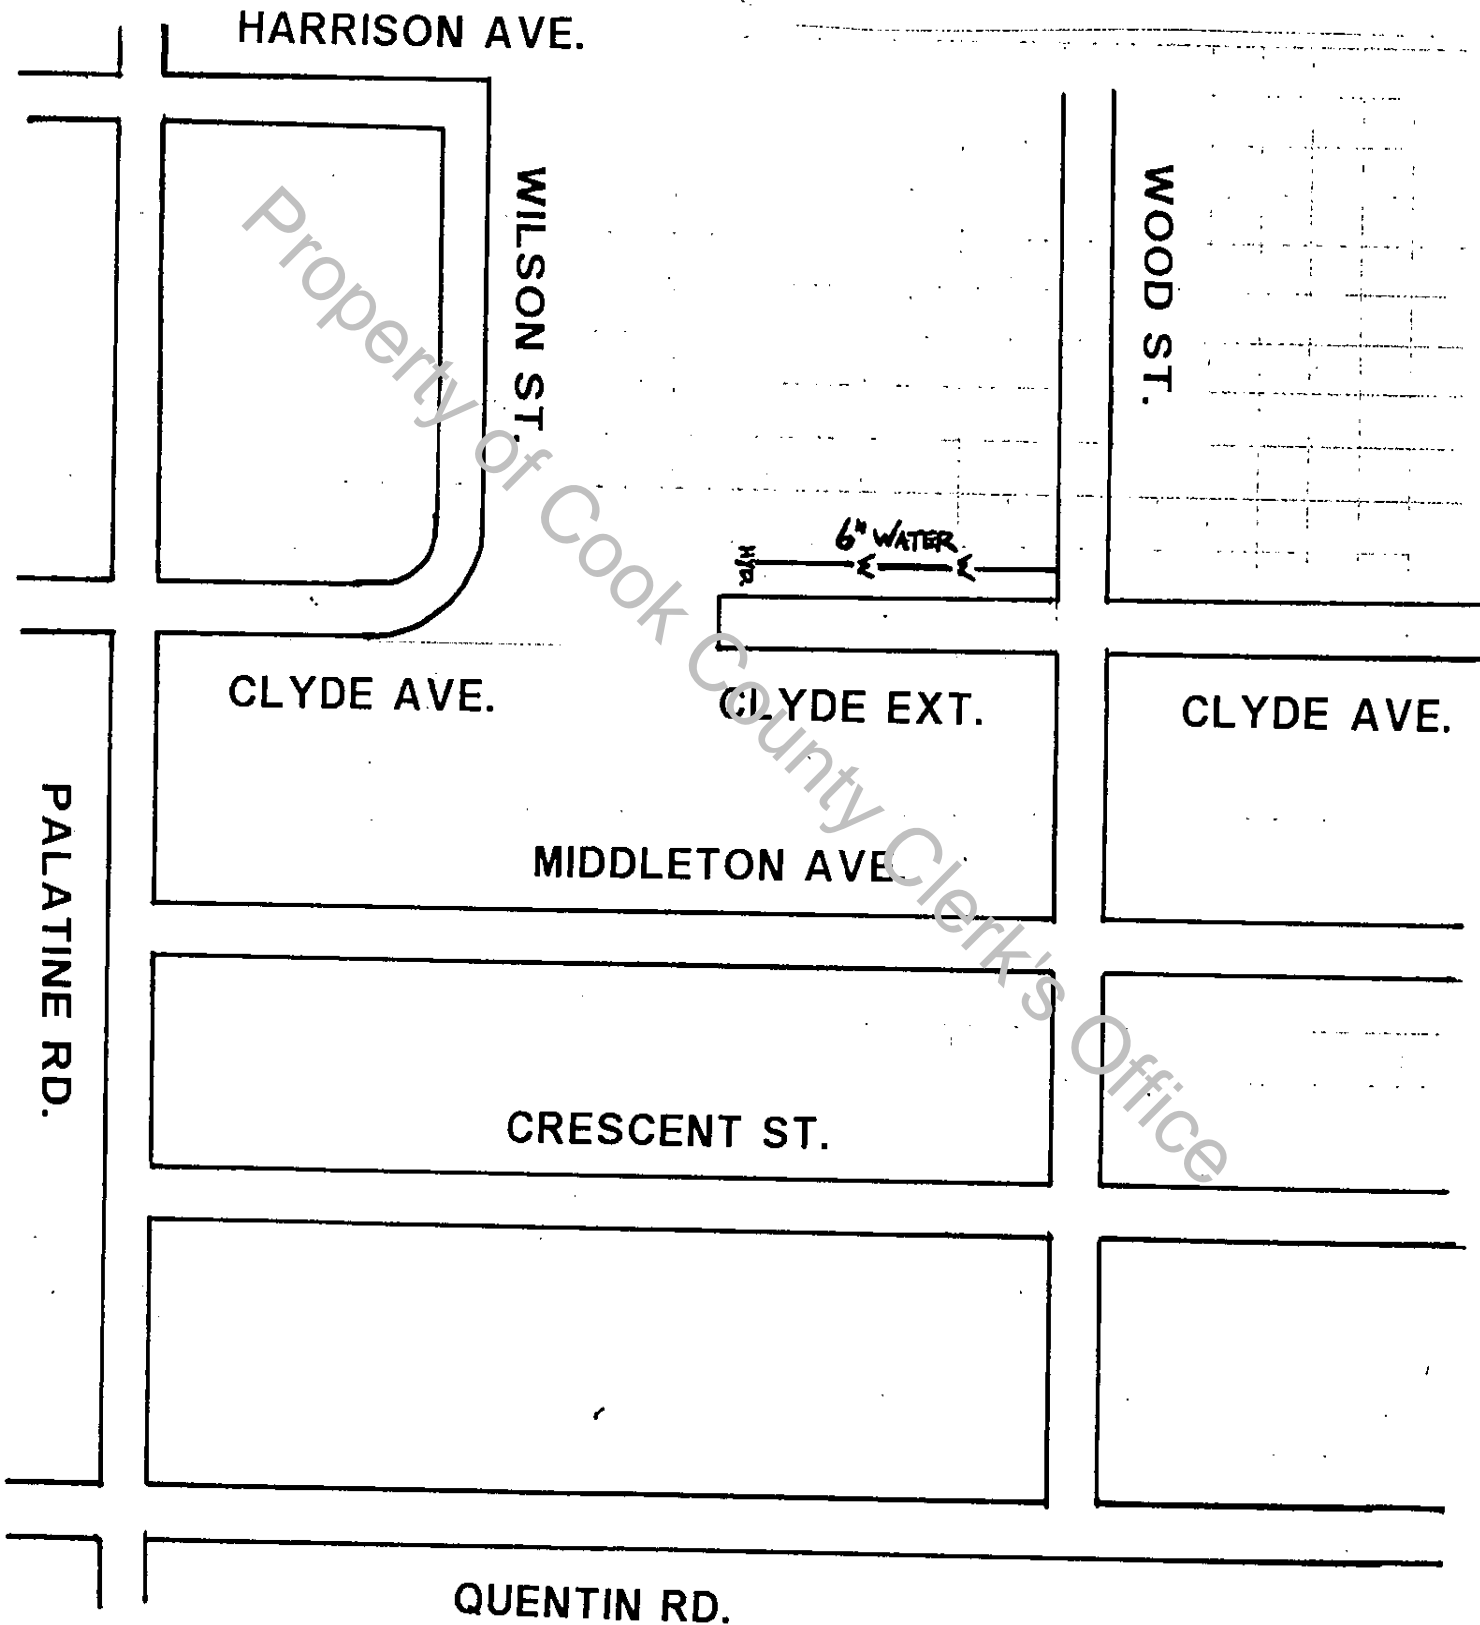 HARRISON AVE.
WILSON ST.
WOOD ST.
6" WATER
HYD.
W W
CLYDE AVE.
CLYDE EXT.
CLYDE AVE.
MIDDLETON AVE.
PALATINE RD.
CRESCENT ST.
QUENTIN RD.
Property of Cook County Clerk's Office